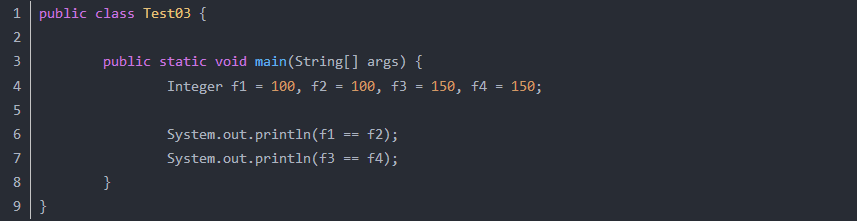 1 public class Test03 {
2
3 public static void main(String[] args) {
4 Integer f1 = 100, f2 = 100, f3 = 150, f4 = 150;
5
6 System.out.println(f1 == f2);
7 System.out.println(f3 == f4);
8 }
9 }